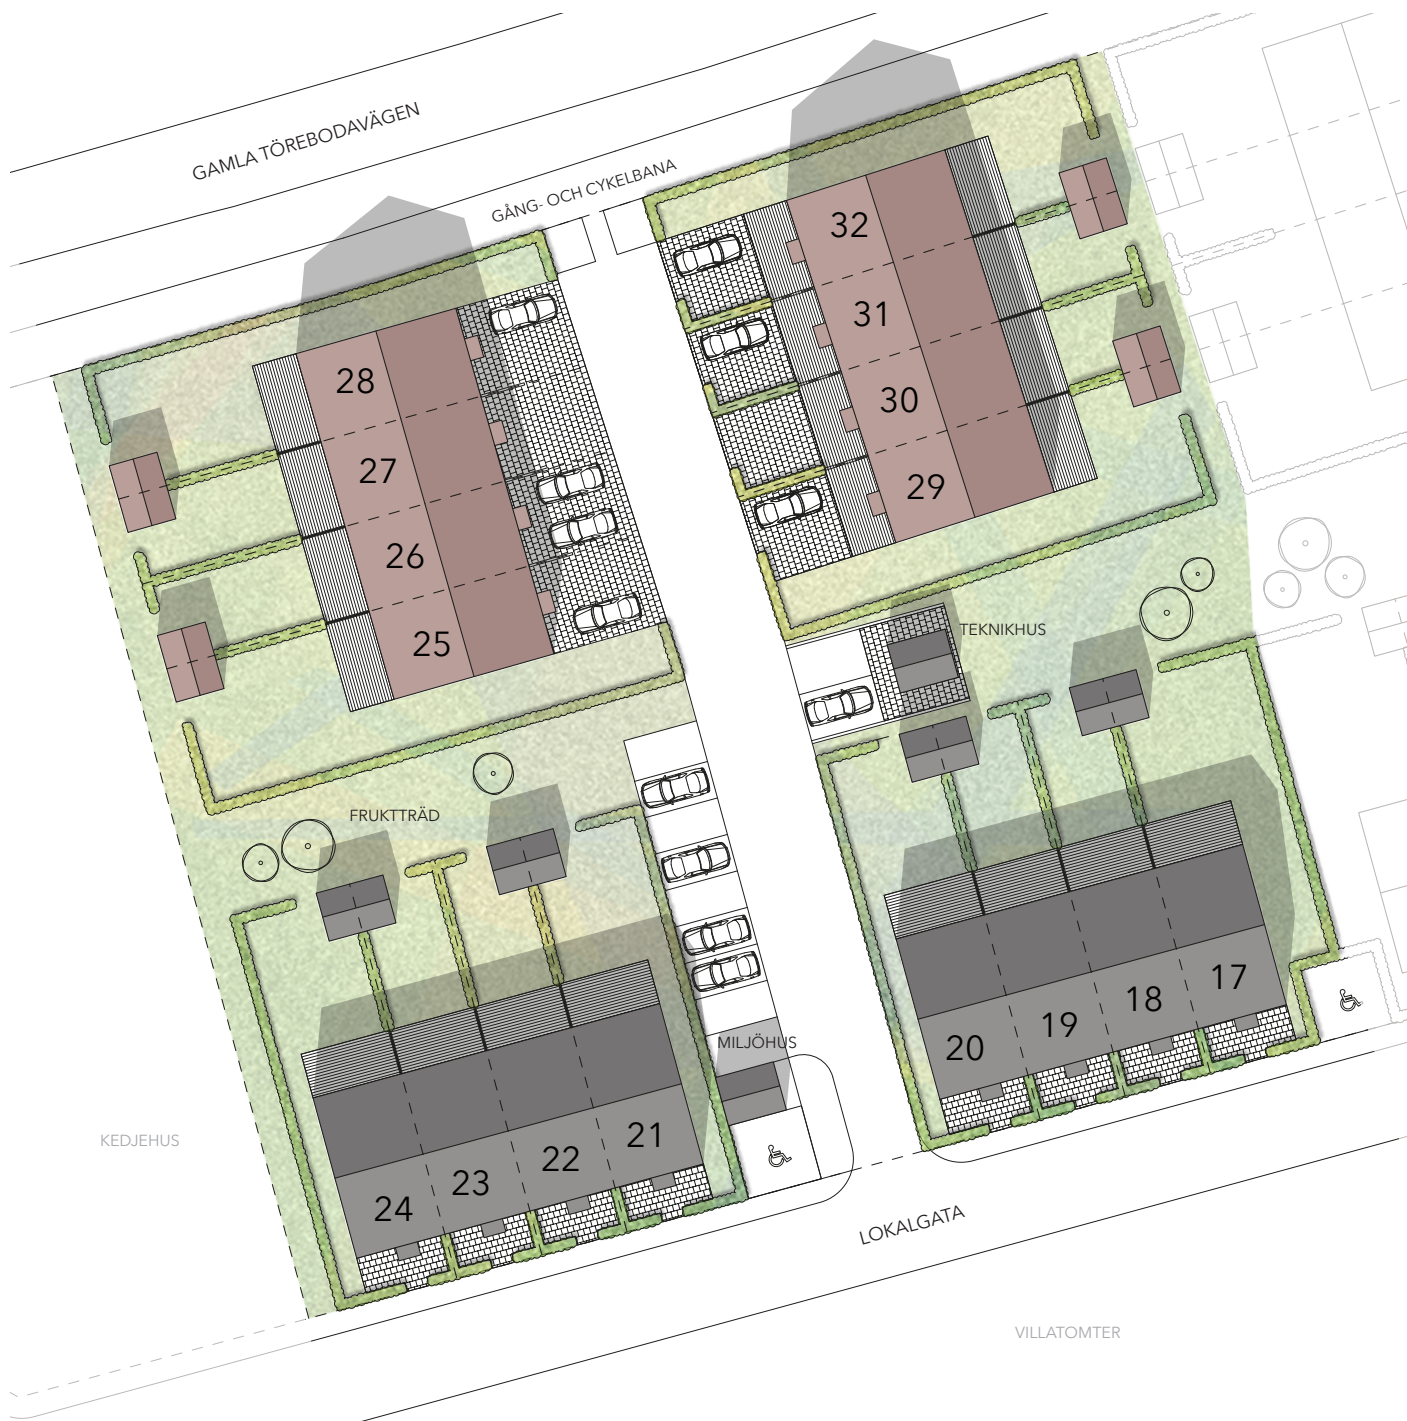 GAMLA TÖREBODAVÄGEN
GÅNG- OCH CYKELBANA
32
31
30
29
28
27
26
25
TEKNIKHUS
FRUKTTRÄD
MILJÖHUS
17
18
19
20
21
22
23
24
KEDJEHUS
LOKALGATA
VILLATOMTER